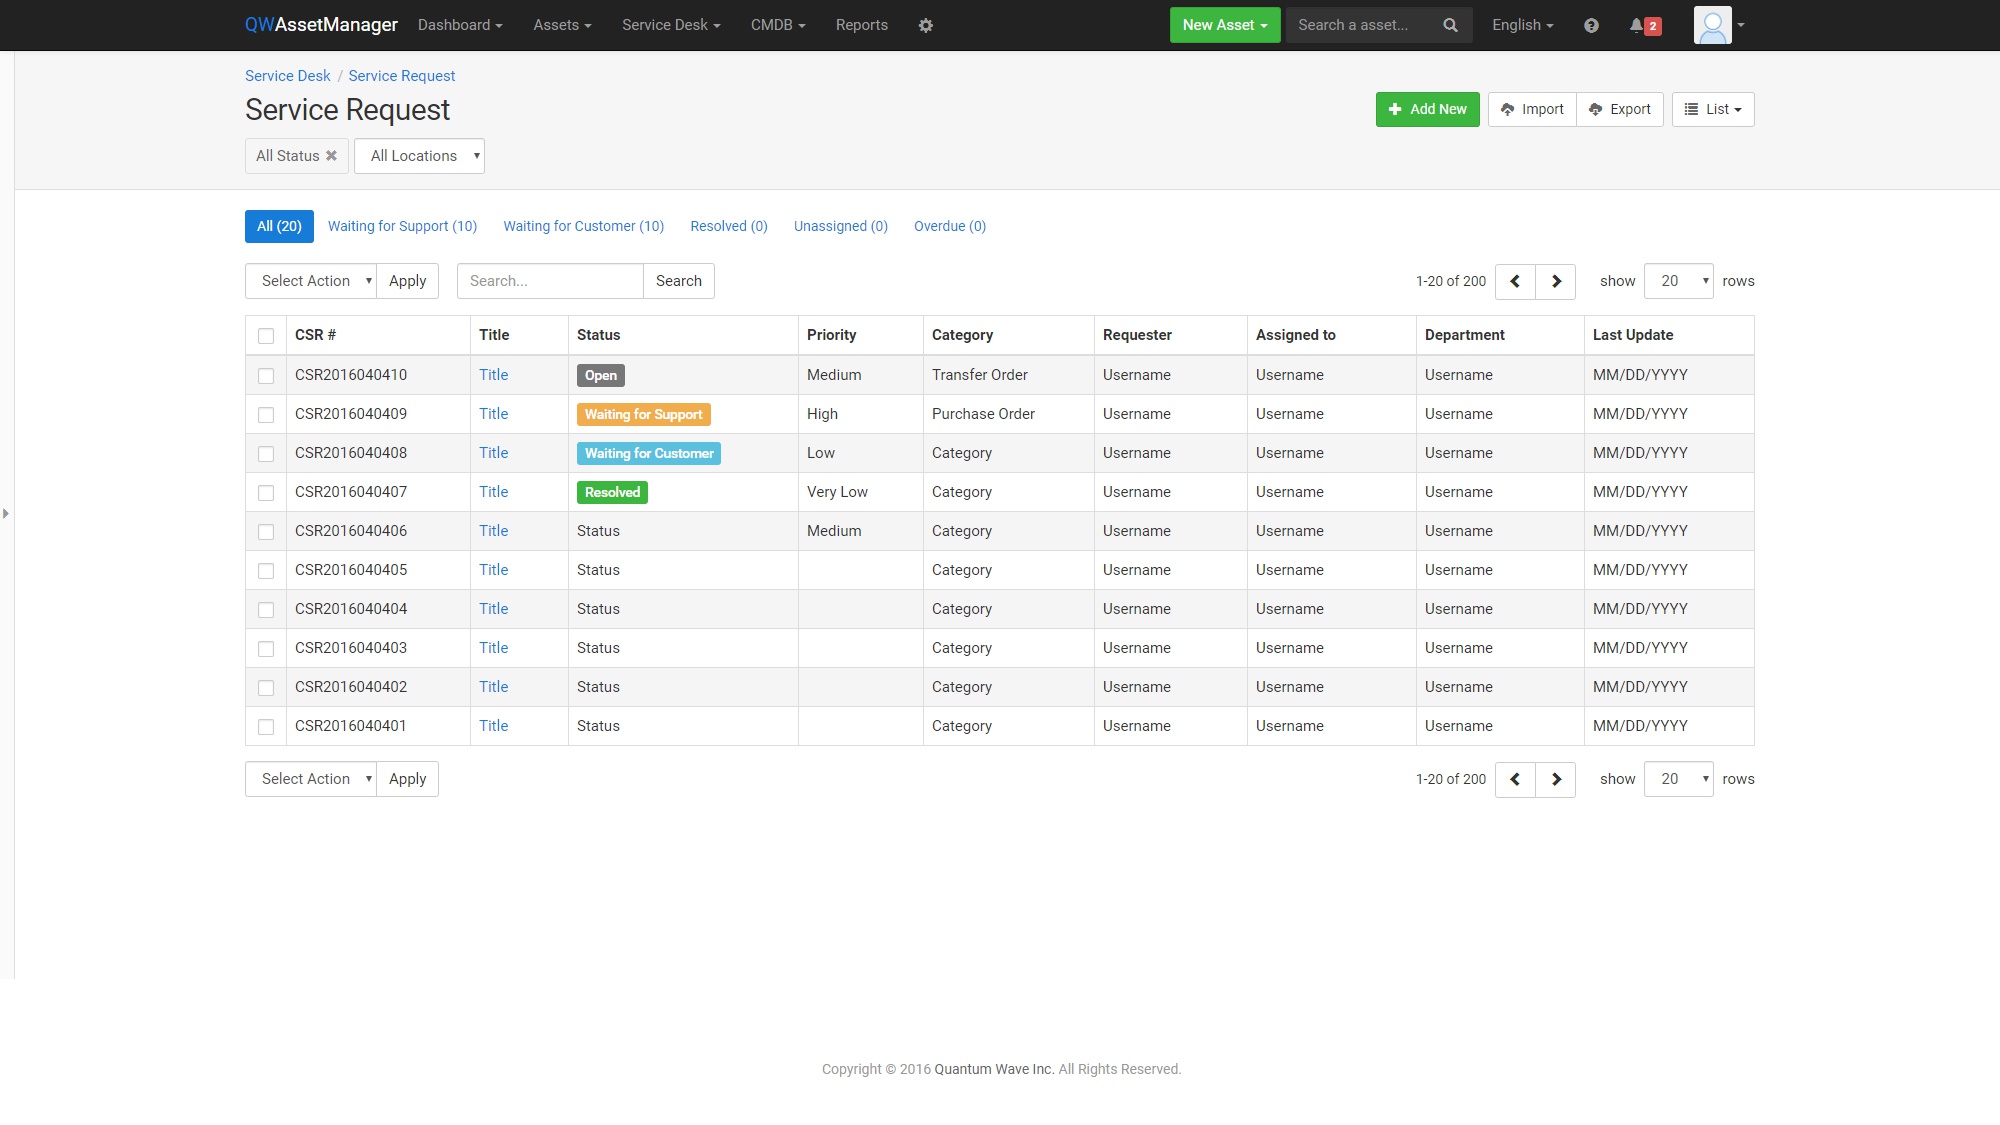 QWAssetManager Dashboard Assets Service Desk CMDB Reports New Asset Search a asset... English 2
Service Desk / Service Request
Service Request
Add New Import Export List
All Status All Locations
All (20) Waiting for Support (10) Waiting for Customer (10) Resolved (0) Unassigned (0) Overdue (0)
Select Action Apply Search... Search 1-20 of 200 show 20 rows
CSR # Title Status Priority Category Requester Assigned to Department Last Update
CSR2016040410 Title Open Medium Transfer Order Username Username Username MM/DD/YYYY
CSR2016040409 Title Waiting for Support High Purchase Order Username Username Username MM/DD/YYYY
CSR2016040408 Title Waiting for Customer Low Category Username Username Username MM/DD/YYYY
CSR2016040407 Title Resolved Very Low Category Username Username Username MM/DD/YYYY
CSR2016040406 Title Status Medium Category Username Username Username MM/DD/YYYY
CSR2016040405 Title Status Category Username Username Username MM/DD/YYYY
CSR2016040404 Title Status Category Username Username Username MM/DD/YYYY
CSR2016040403 Title Status Category Username Username Username MM/DD/YYYY
CSR2016040402 Title Status Category Username Username Username MM/DD/YYYY
CSR2016040401 Title Status Category Username Username Username MM/DD/YYYY
Select Action Apply 1-20 of 200 show 20 rows
Copyright © 2016 Quantum Wave Inc. All Rights Reserved.